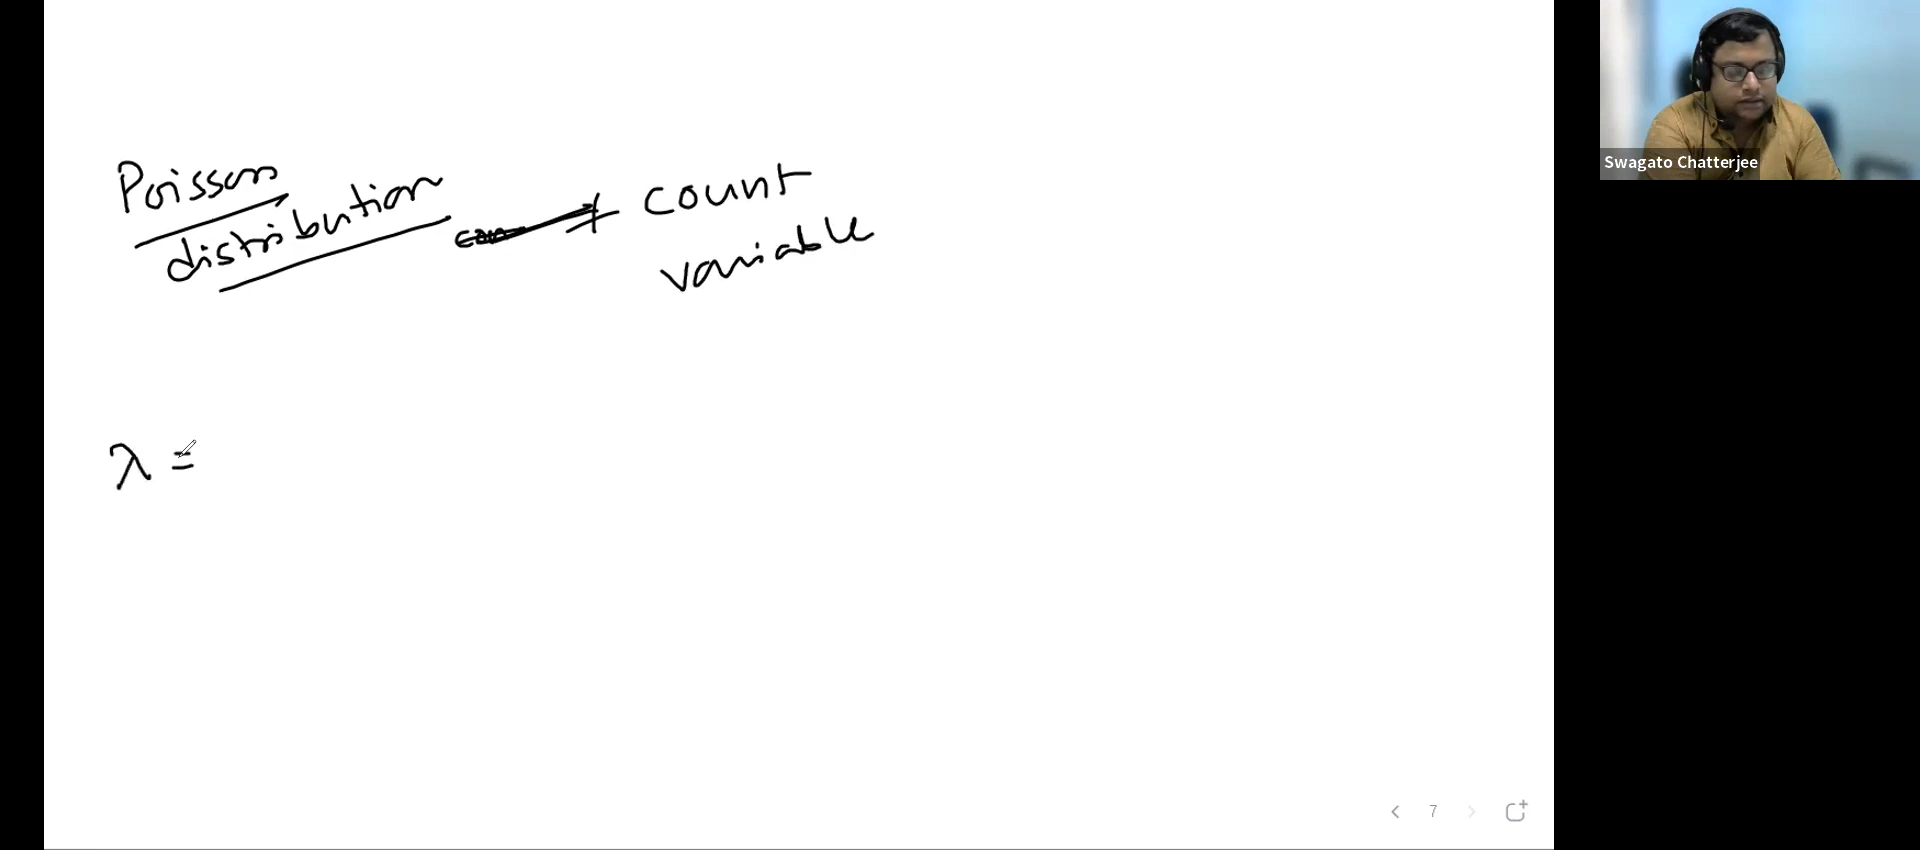 Poisson
distribution
count
variable
λ =
7
Swagato Chatterjee